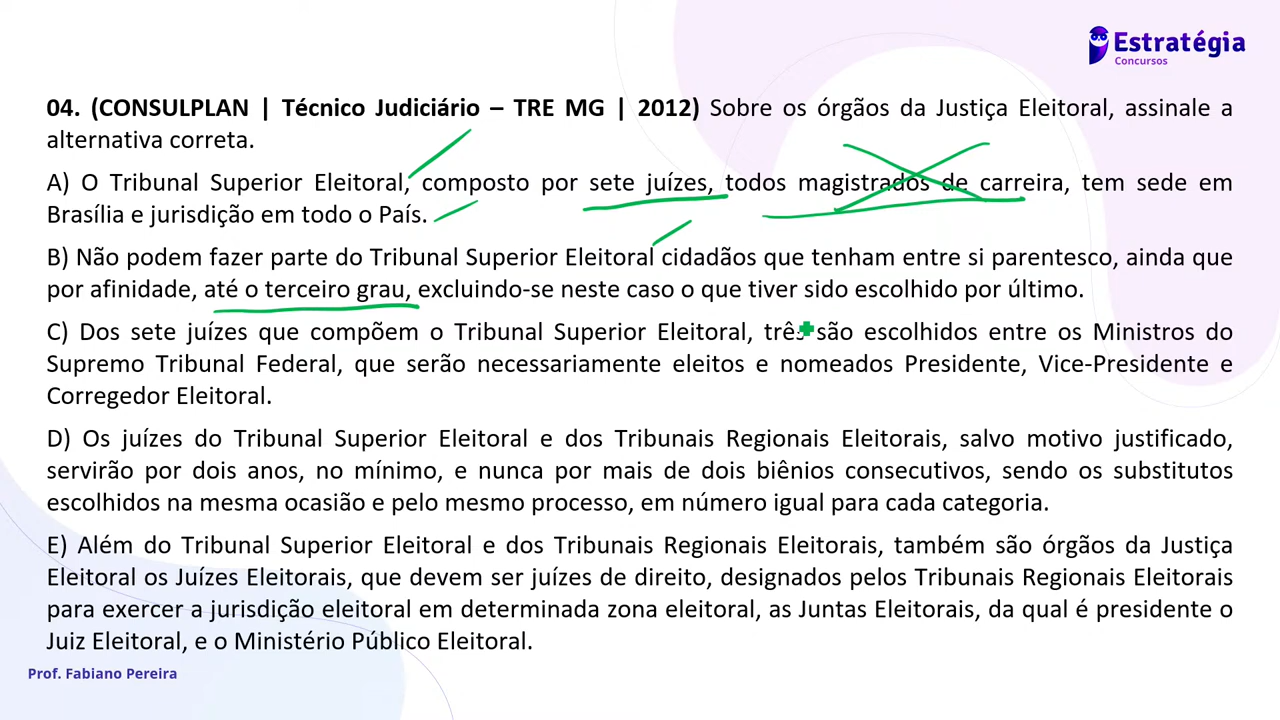 Estratégia
Concursos
04. (CONSULPLAN | Técnico Judiciário – TRE MG | 2012) Sobre os órgãos da Justiça Eleitoral, assinale a
alternativa correta.
A) O Tribunal Superior Eleitoral, composto por sete juízes, todos magistrados de carreira, tem sede em
Brasília e jurisdição em todo o País.
B) Não podem fazer parte do Tribunal Superior Eleitoral cidadãos que tenham entre si parentesco, ainda que
por afinidade, até o terceiro grau, excluindo-se neste caso o que tiver sido escolhido por último.
C) Dos sete juízes que compõem o Tribunal Superior Eleitoral, três são escolhidos entre os Ministros do
Supremo Tribunal Federal, que serão necessariamente eleitos e nomeados Presidente, Vice-Presidente e
Corregedor Eleitoral.
D) Os juízes do Tribunal Superior Eleitoral e dos Tribunais Regionais Eleitorais, salvo motivo justificado,
servirão por dois anos, no mínimo, e nunca por mais de dois biênios consecutivos, sendo os substitutos
escolhidos na mesma ocasião e pelo mesmo processo, em número igual para cada categoria.
E) Além do Tribunal Superior Eleitoral e dos Tribunais Regionais Eleitorais, também são órgãos da Justiça
Eleitoral os Juízes Eleitorais, que devem ser juízes de direito, designados pelos Tribunais Regionais Eleitorais
para exercer a jurisdição eleitoral em determinada zona eleitoral, as Juntas Eleitorais, da qual é presidente o
Juiz Eleitoral, e o Ministério Público Eleitoral.
Prof. Fabiano Pereira